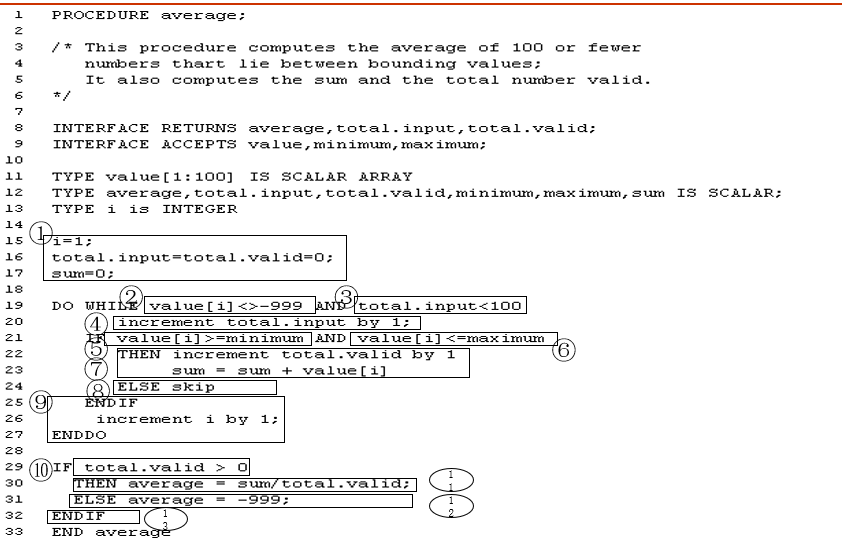 1 PROCEDURE average;
2
3 /* This procedure computes the average of 100 or fewer
4 numbers thart lie between bounding values;
5 It also computes the sum and the total number valid.
6 */
7
8 INTERFACE RETURNS average,total.input,total.valid;
9 INTERFACE ACCEPTS value,minimum,maximum;
10
11 TYPE value[1:100] IS SCALAR ARRAY
12 TYPE average,total.input,total.valid,minimum,maximum,sum IS SCALAR;
13 TYPE i is INTEGER
14
① 15 i=1;
16 total.input=total.valid=0;
17 sum=0;
18
② ③
19 DO WHILE value[i]<>-999 AND total.input<100
20 ④ increment total.input by 1;
21 IF value[i]>=minimum AND value[i]<=maximum
22 ⑤ THEN increment total.valid by 1 ⑥
23 ⑦ sum = sum + value[i]
24 ⑧ ELSE skip
25 ⑨ ENDIF
26 increment i by 1;
27 ENDDO
28
29 ⑩ IF total.valid > 0
30 THEN average = sum/total.valid; 11
31 ELSE average = -999; 12
32 ENDIF 13
33 END average